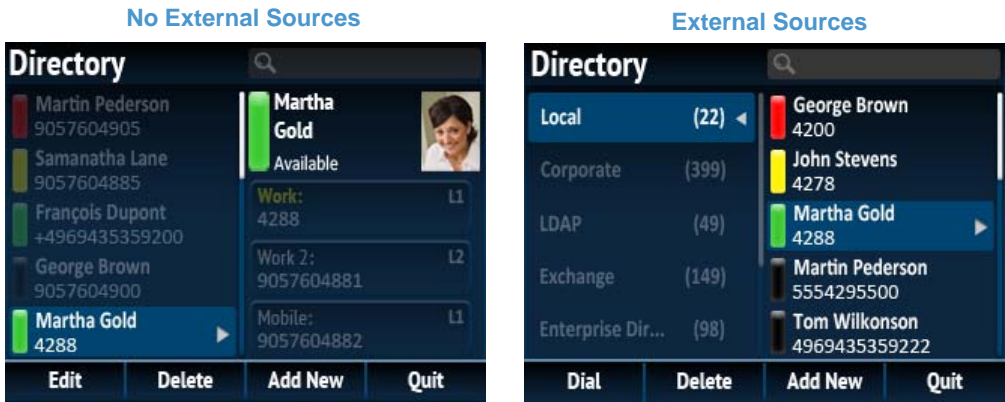 No External Sources
Directory
Martin Pederson
9057604905
Samanatha Lane
9057604885
François Dupont
+4969435359200
George Brown
9057604900
Martha Gold
4288
Martha
Gold
Available
Work: L1
4288
Work 2: L2
9057604881
Mobile: L1
9057604882
Edit Delete Add New Quit
External Sources
Directory
Local (22)
Corporate (399)
LDAP (49)
Exchange (149)
Enterprise Dir... (98)
George Brown
4200
John Stevens
4278
Martha Gold
4288
Martin Pederson
5554295500
Tom Wilkonson
4969435359222
Dial Delete Add New Quit